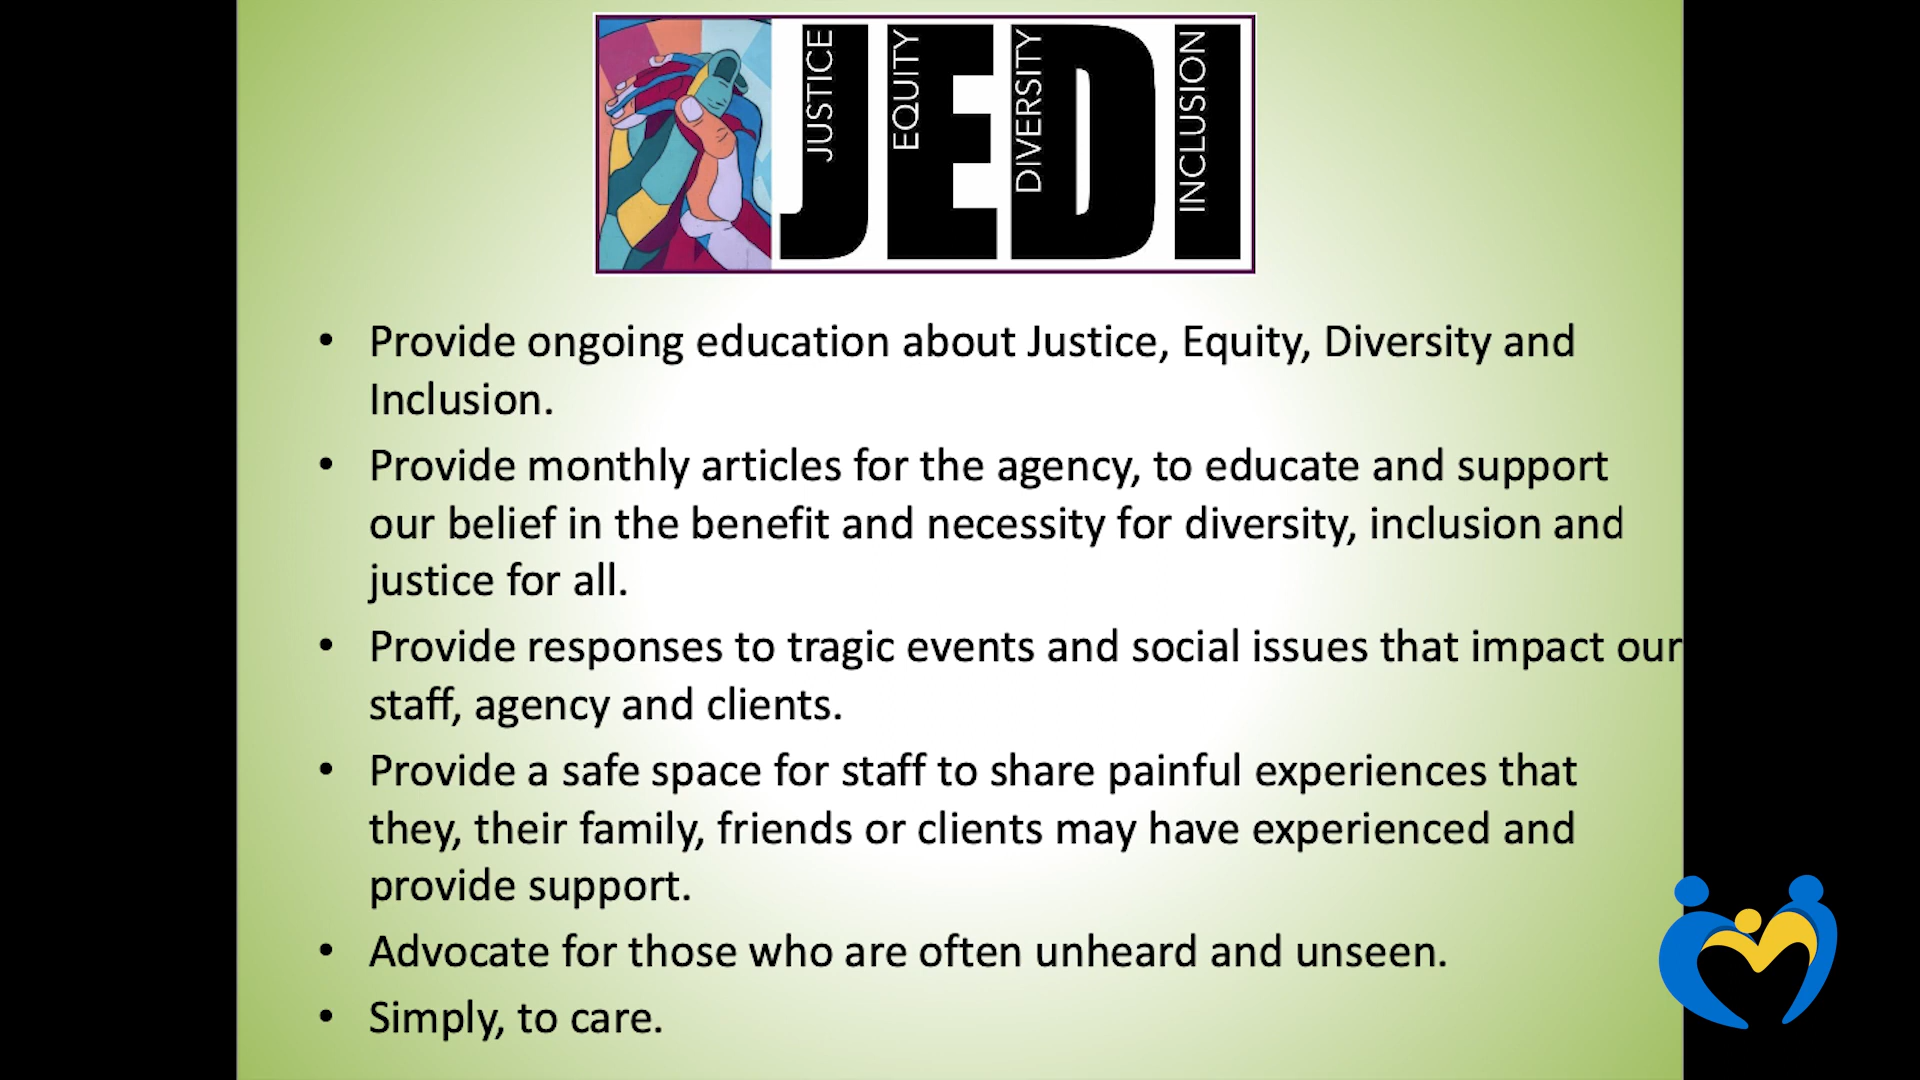 JEDI
JUSTICE
EQUITY
DIVERSITY
INCLUSION
• Provide ongoing education about Justice, Equity, Diversity and
Inclusion.
• Provide monthly articles for the agency, to educate and support
our belief in the benefit and necessity for diversity, inclusion and
justice for all.
• Provide responses to tragic events and social issues that impact our
staff, agency and clients.
• Provide a safe space for staff to share painful experiences that
they, their family, friends or clients may have experienced and
provide support.
• Advocate for those who are often unheard and unseen.
• Simply, to care.